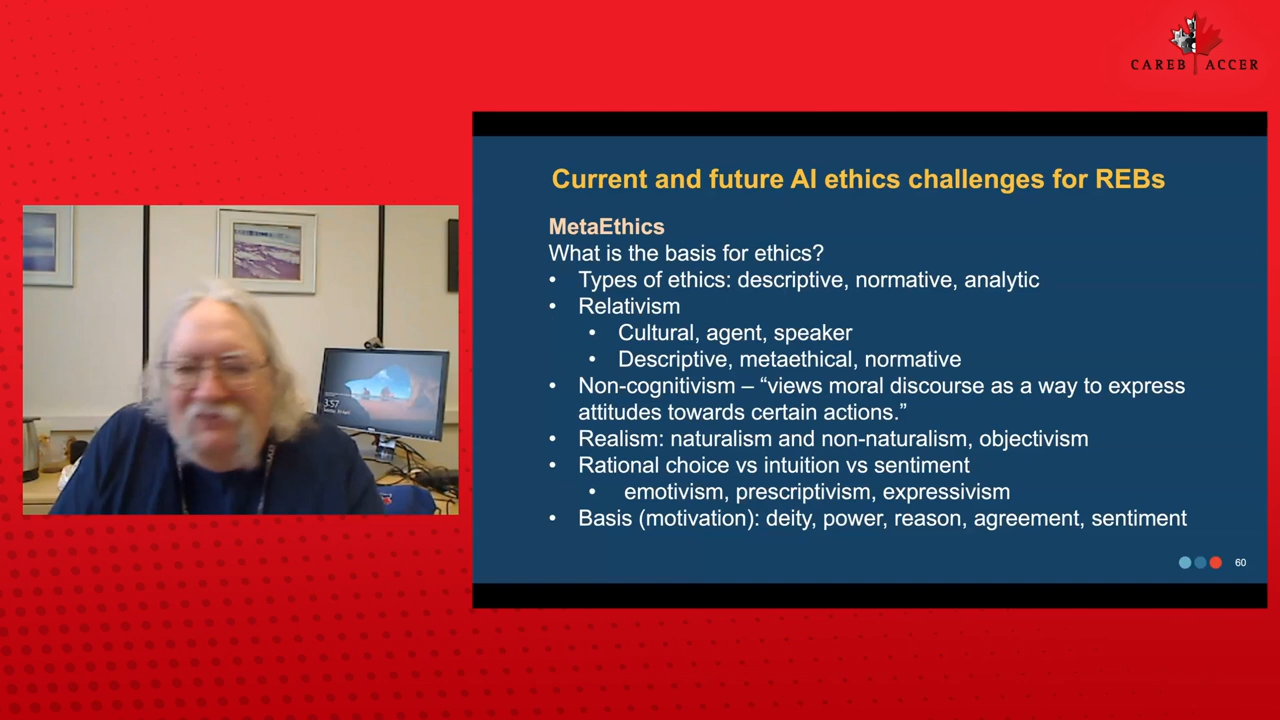 CAREB ACCER
Current and future AI ethics challenges for REBs
MetaEthics
What is the basis for ethics?
• Types of ethics: descriptive, normative, analytic
• Relativism
• Cultural, agent, speaker
• Descriptive, metaethical, normative
• Non-cognitivism – “views moral discourse as a way to express
attitudes towards certain actions.”
• Realism: naturalism and non-naturalism, objectivism
• Rational choice vs intuition vs sentiment
• emotivism, prescriptivism, expressivism
• Basis (motivation): deity, power, reason, agreement, sentiment
60
3:57